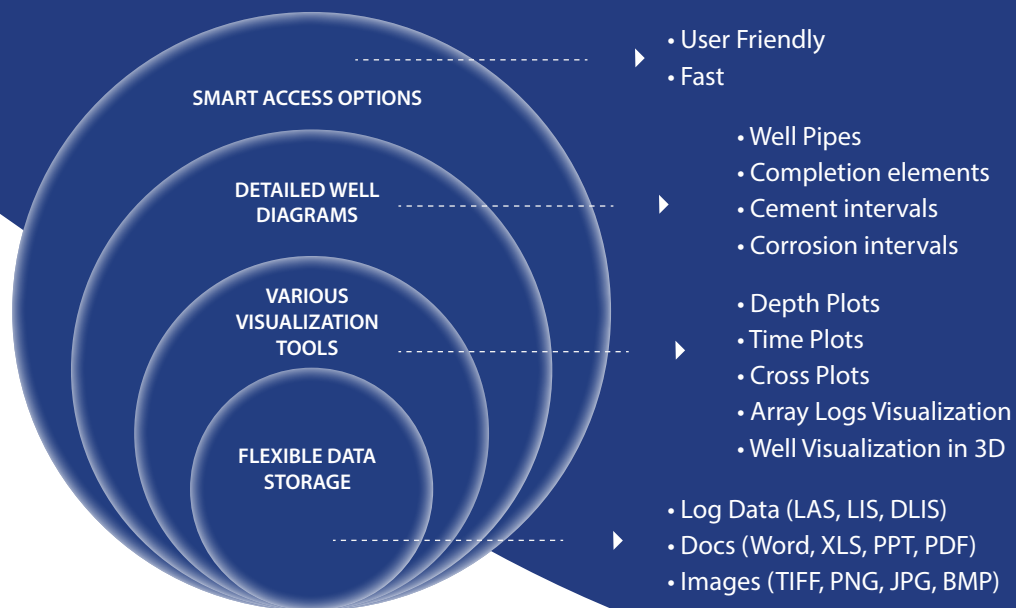 SMART ACCESS OPTIONS
• User Friendly
• Fast
DETAILED WELL
DIAGRAMS
• Well Pipes
• Completion elements
• Cement intervals
• Corrosion intervals
VARIOUS
VISUALIZATION
TOOLS
• Depth Plots
• Time Plots
• Cross Plots
• Array Logs Visualization
• Well Visualization in 3D
FLEXIBLE DATA
STORAGE
• Log Data (LAS, LIS, DLIS)
• Docs (Word, XLS, PPT, PDF)
• Images (TIFF, PNG, JPG, BMP)